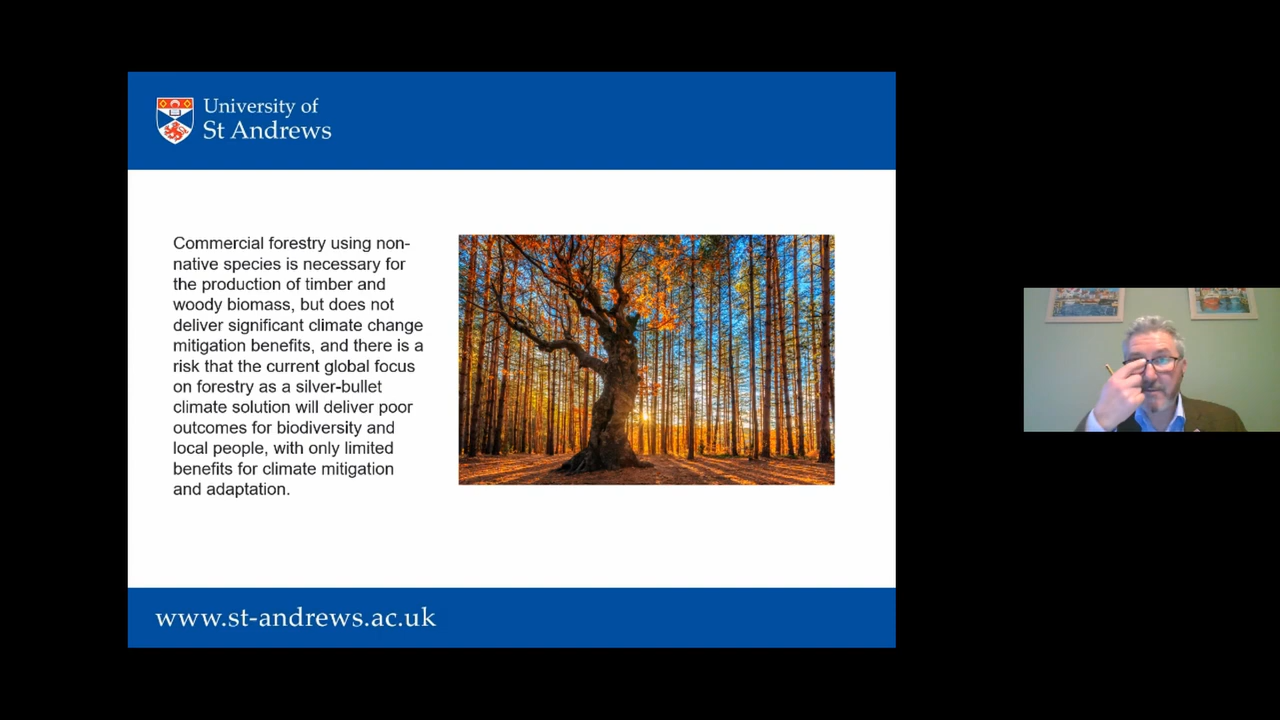 University of
St Andrews
Commercial forestry using non-
native species is necessary for
the production of timber and
woody biomass, but does not
deliver significant climate change
mitigation benefits, and there is a
risk that the current global focus
on forestry as a silver-bullet
climate solution will deliver poor
outcomes for biodiversity and
local people, with only limited
benefits for climate mitigation
and adaptation.
www.st-andrews.ac.uk